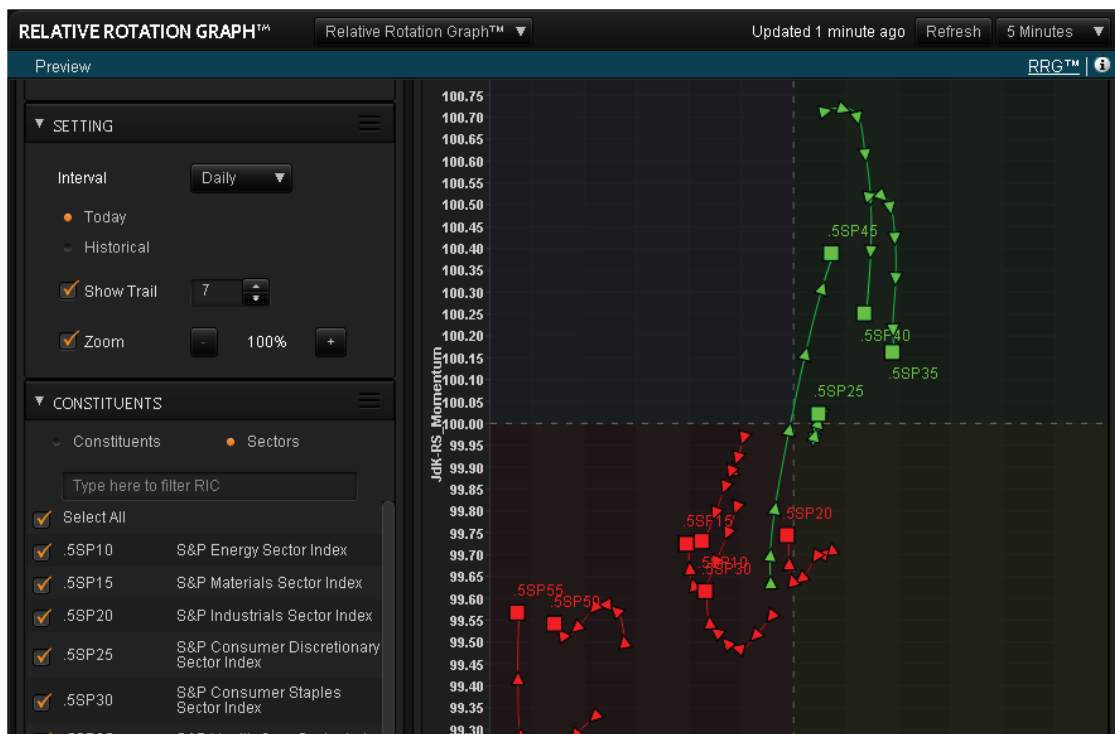 RELATIVE ROTATION GRAPH™
Relative Rotation Graph™
Updated 1 minute ago
Refresh
5 Minutes
Preview
RRG™ |
SETTING
Interval
Daily
Today
Historical
Show Trail
7
Zoom
-
100%
+
CONSTITUENTS
Constituents
Sectors
Type here to filter RIC
Select All
.5SP10 S&P Energy Sector Index
.5SP15 S&P Materials Sector Index
.5SP20 S&P Industrials Sector Index
.5SP25 S&P Consumer Discretionary
Sector Index
.5SP30 S&P Consumer Staples
Sector Index
JdK-RS_Momentum
100.75
100.70
100.65
100.60
100.55
100.50
100.45
100.40
100.35
100.30
100.25
100.20
100.15
100.10
100.05
100.00
99.95
99.90
99.85
99.80
99.75
99.70
99.65
99.60
99.55
99.50
99.45
99.40
99.35
99.30
.5SP45
.5SP40
.5SP35
.5SP25
.5SP15
.5SP20
.5SP10
.5SP30
.5SP55
.5SP50